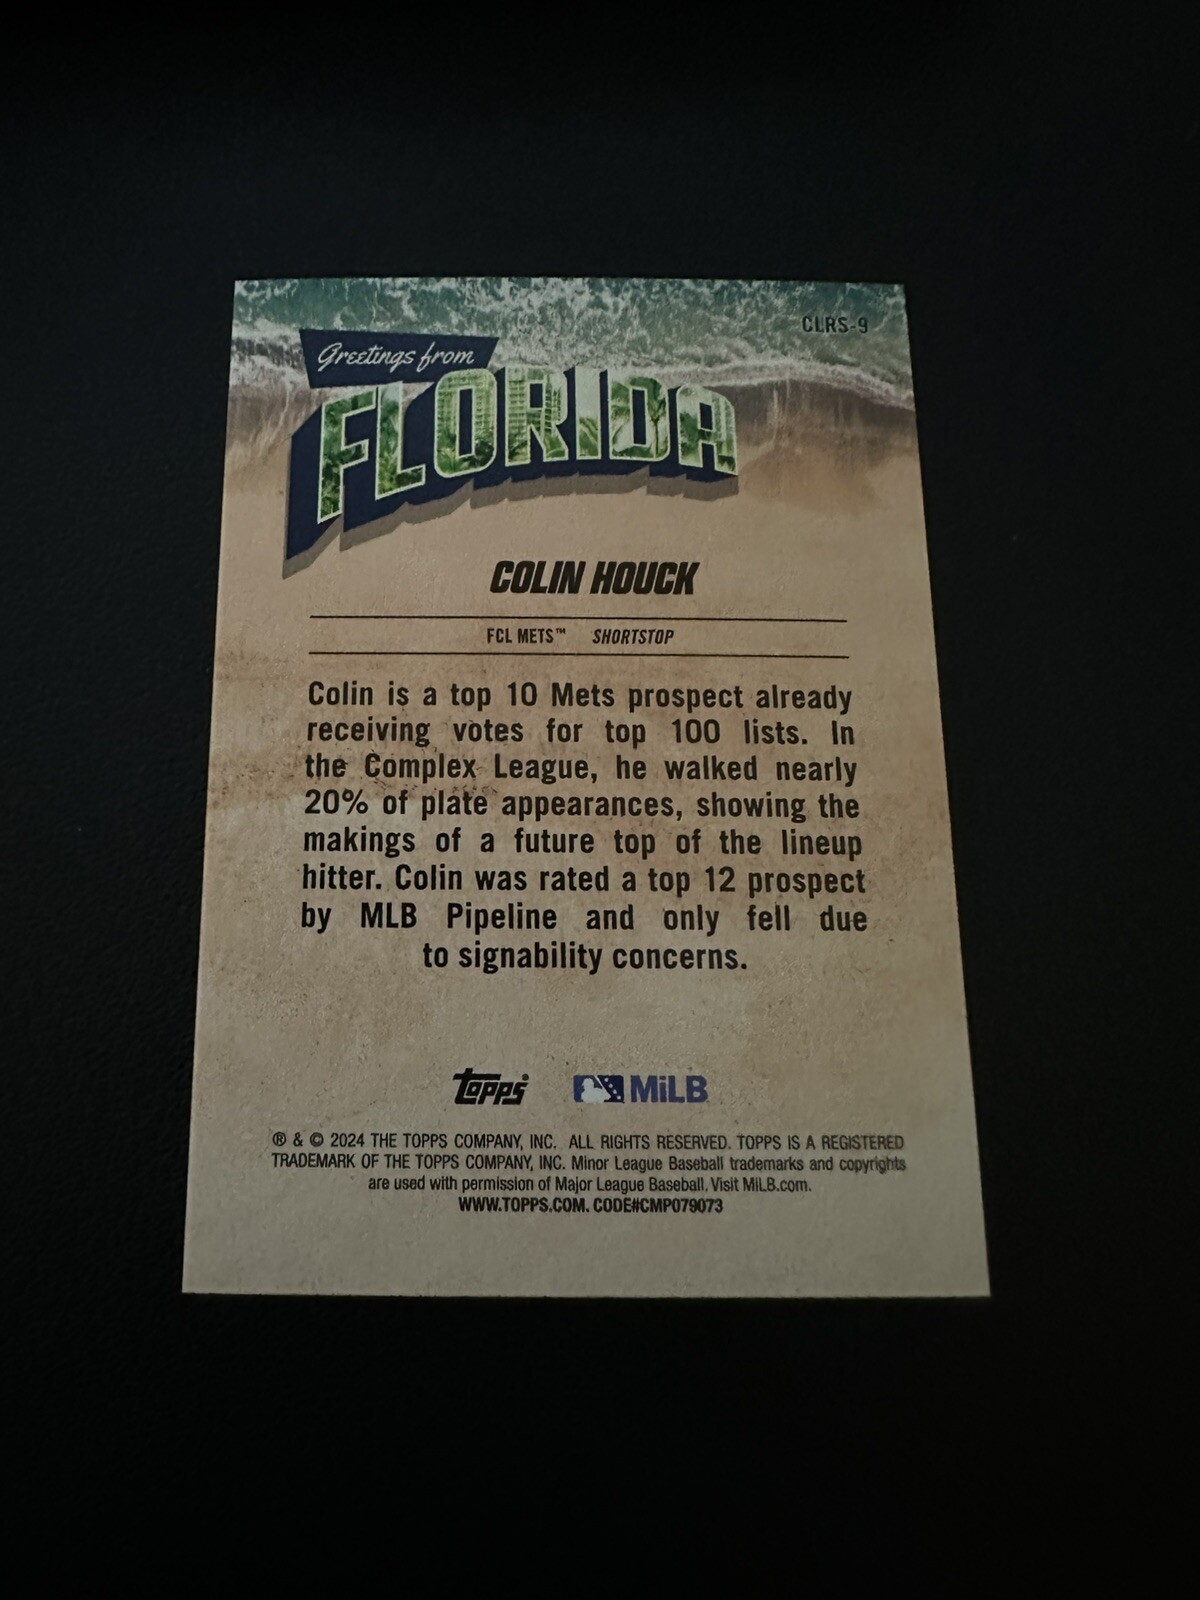 CLRS-9
Greetings from
FLORIDA
COLIN HOUCK
FCL METS™ SHORTSTOP
Colin is a top 10 Mets prospect already
receiving votes for top 100 lists. In
the Complex League, he walked nearly
20% of plate appearances, showing the
makings of a future top of the lineup
hitter. Colin was rated a top 12 prospect
by MLB Pipeline and only fell due
to signability concerns.
Topps® MiLB
® & © 2024 THE TOPPS COMPANY, INC. ALL RIGHTS RESERVED. TOPPS IS A REGISTERED
TRADEMARK OF THE TOPPS COMPANY, INC. Minor League Baseball trademarks and copyrights
are used with permission of Major League Baseball. Visit MiLB.com.
WWW.TOPPS.COM. CODE#CMP079073